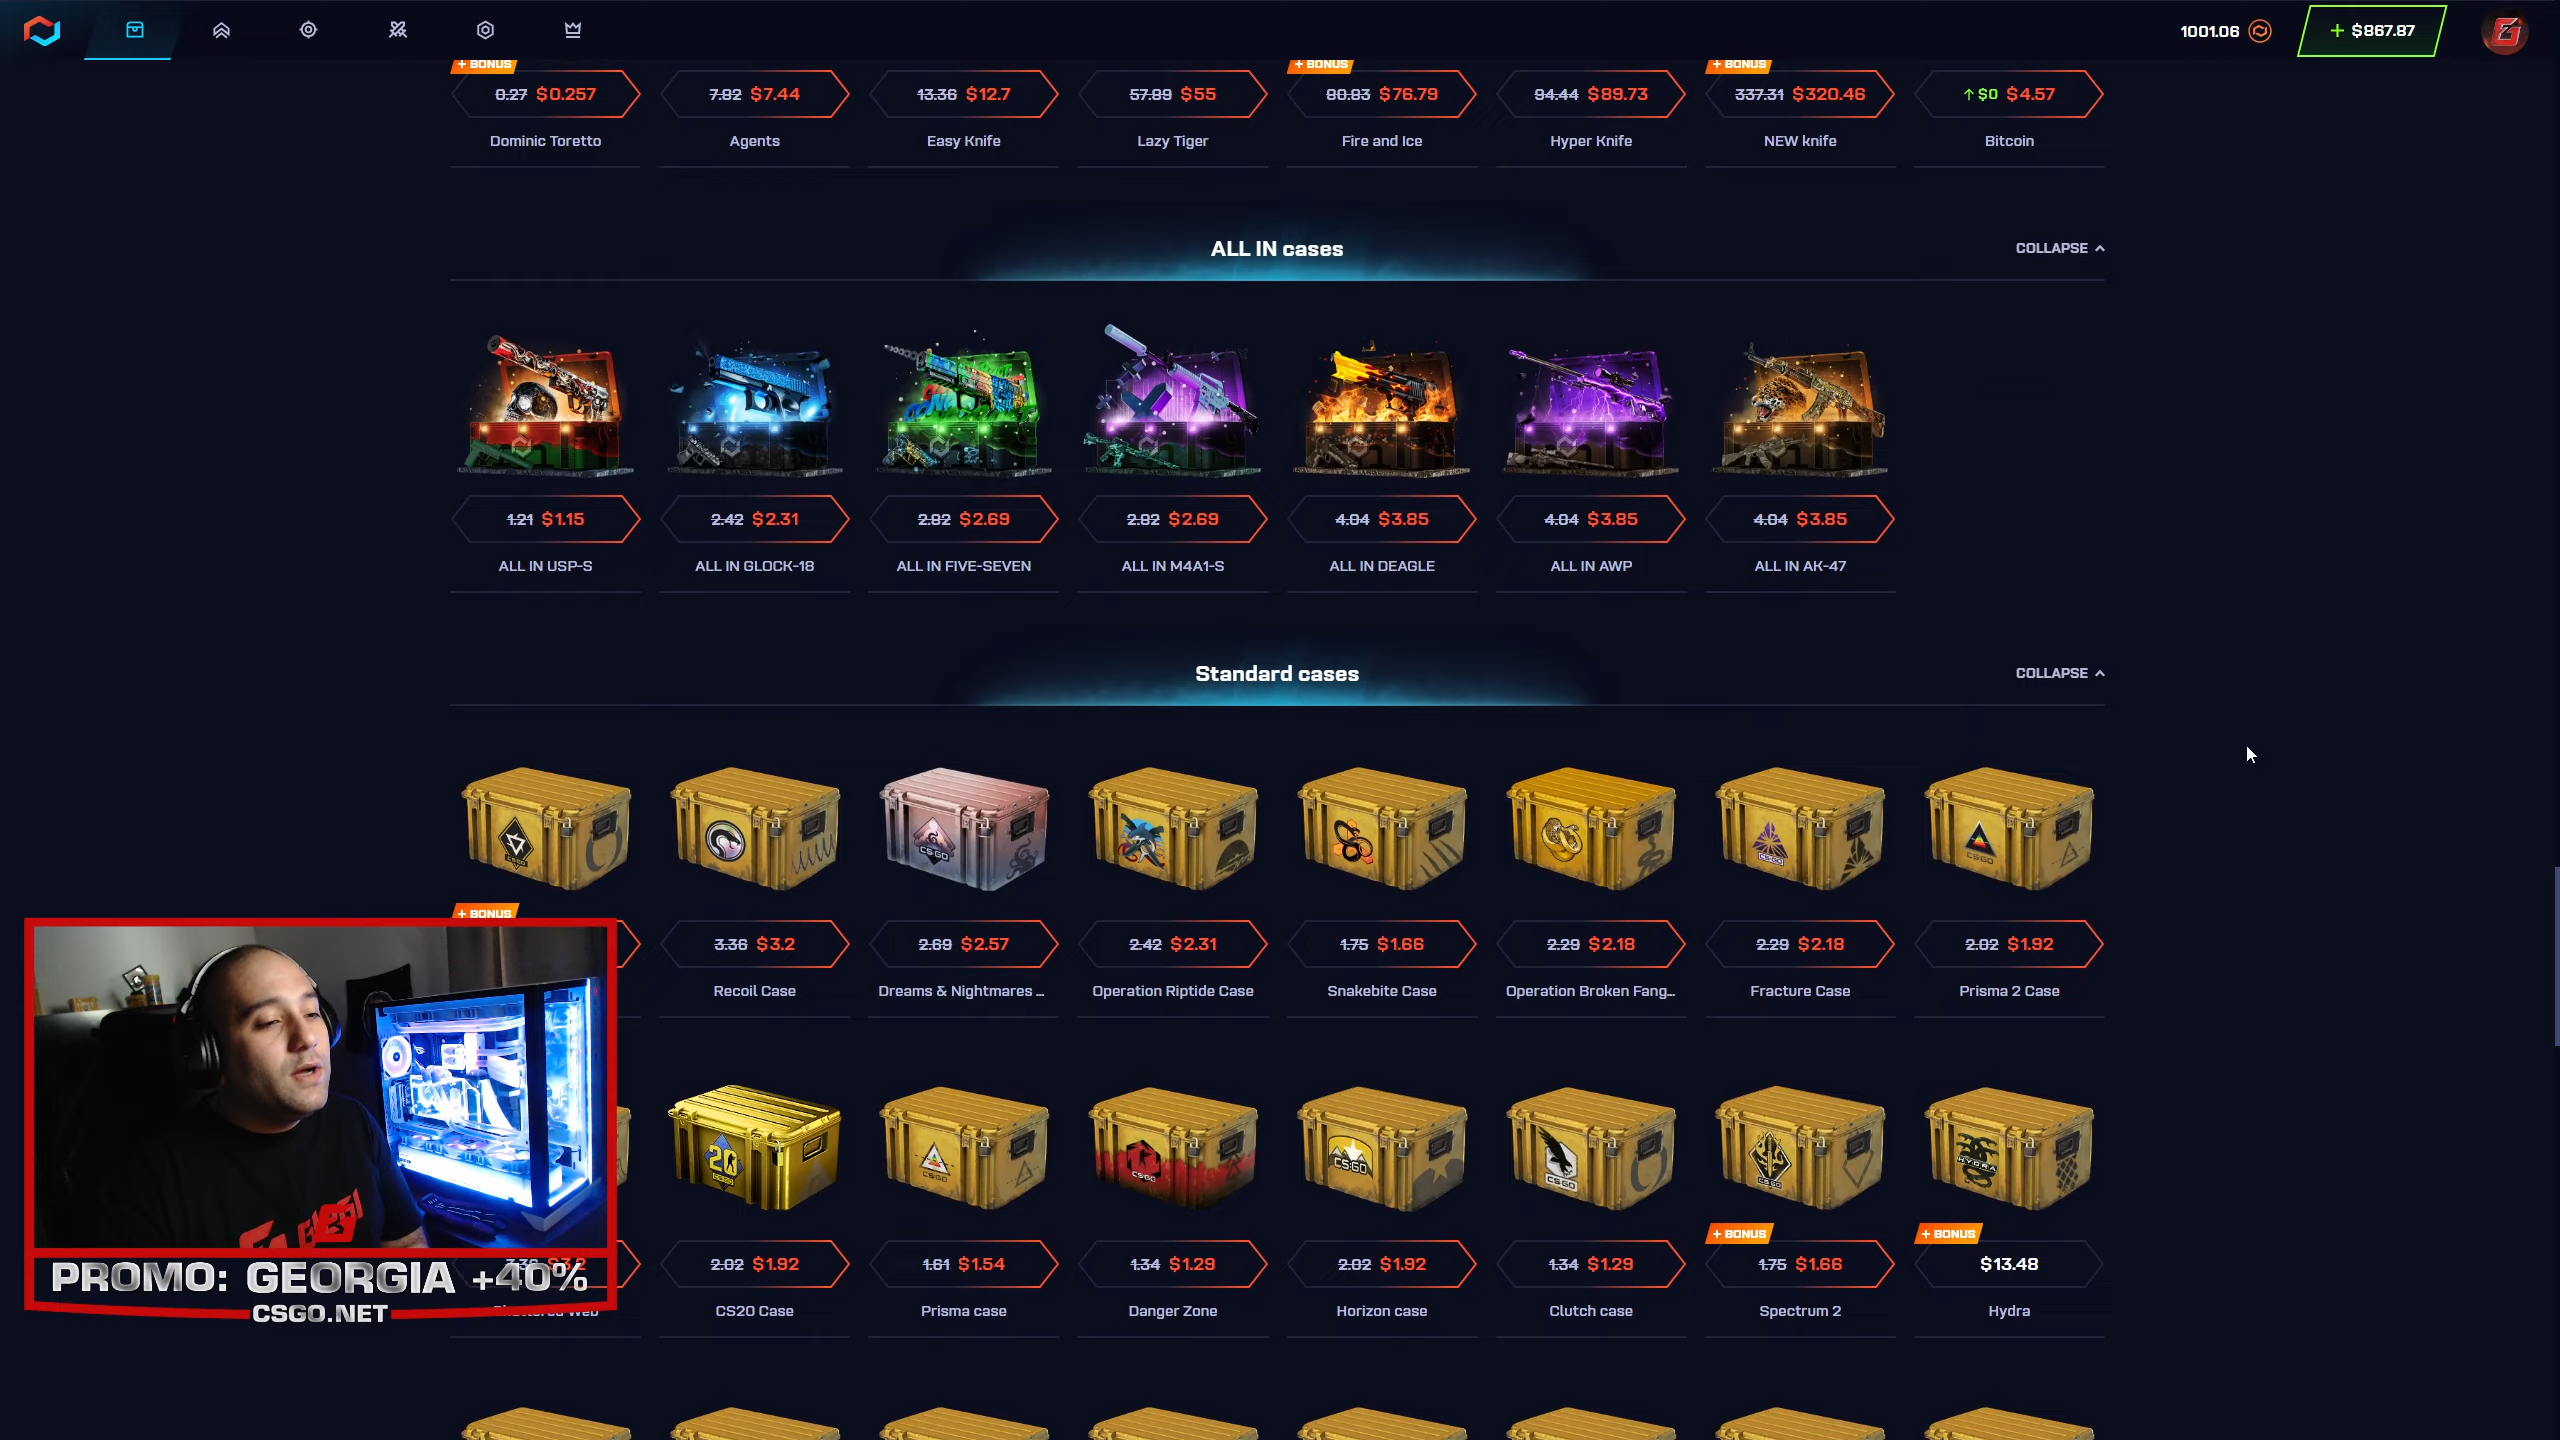 1001.06
+ $867.87
+ BONUS
+ BONUS
+ BONUS
0.27 $0.257
7.82 $7.44
13.36 $12.7
57.89 $55
80.83 $76.79
94.44 $89.73
337.31 $320.46
$0 $4.57
Dominic Toretto
Agents
Easy Knife
Lazy Tiger
Fire and Ice
Hyper Knife
NEW knife
Bitcoin
ALL IN cases
COLLAPSE
1.21 $1.15
2.42 $2.31
2.82 $2.69
2.82 $2.69
4.04 $3.85
4.04 $3.85
4.04 $3.85
ALL IN USP-S
ALL IN GLOCK-18
ALL IN FIVE-SEVEN
ALL IN M4A1-S
ALL IN DEAGLE
ALL IN AWP
ALL IN AK-47
Standard cases
COLLAPSE
+ BONUS
3.36 $3.2
2.69 $2.57
2.42 $2.31
1.75 $1.66
2.29 $2.18
2.29 $2.18
2.02 $1.92
Recoil Case
Dreams & Nightmares ...
Operation Riptide Case
Snakebite Case
Operation Broken Fang...
Fracture Case
Prisma 2 Case
+ BONUS
+ BONUS
2.02 $1.92
1.61 $1.54
1.34 $1.29
2.02 $1.92
1.34 $1.29
1.75 $1.66
$13.48
CS20 Case
Prisma case
Danger Zone
Horizon case
Clutch case
Spectrum 2
Hydra
PROMO: GEORGIA +40%
CSGO.NET